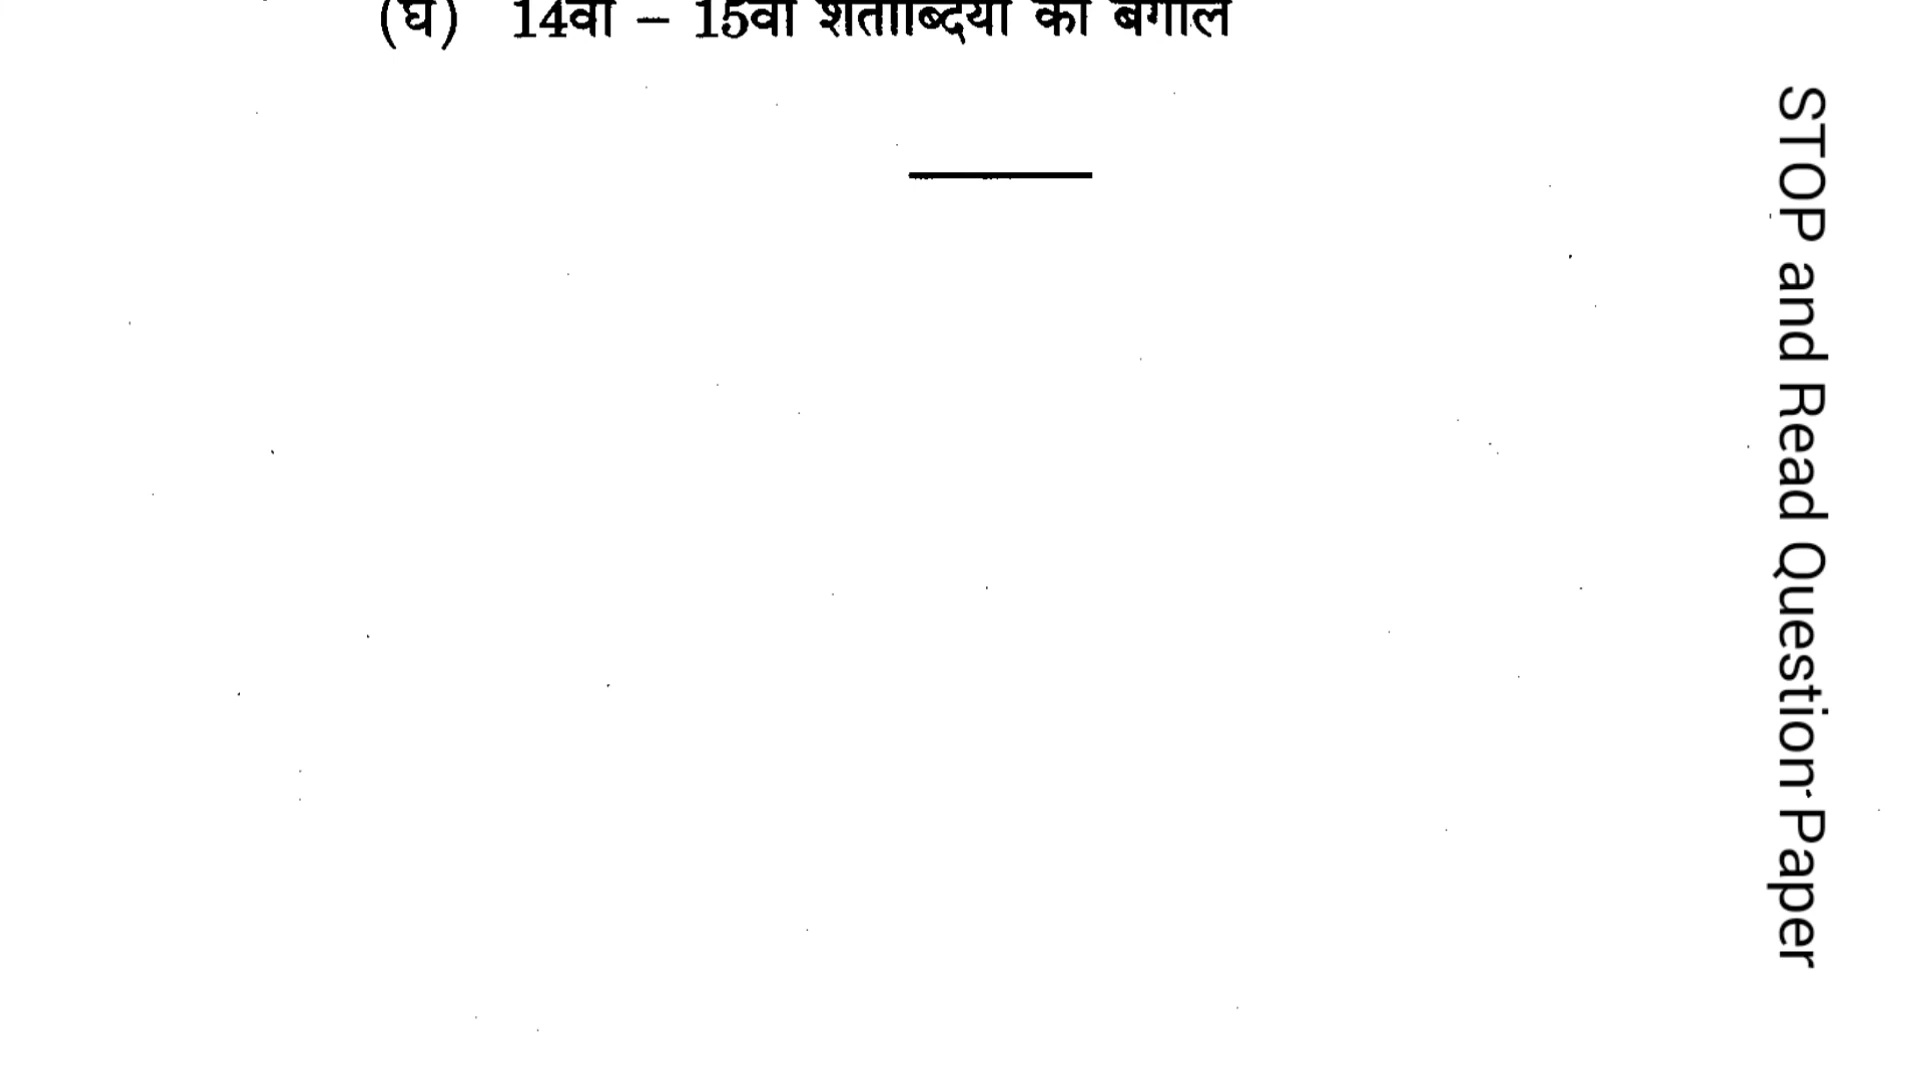 (घ) 14वीं – 15वीं शताब्दियों का बंगाल
STOP and Read Question Paper